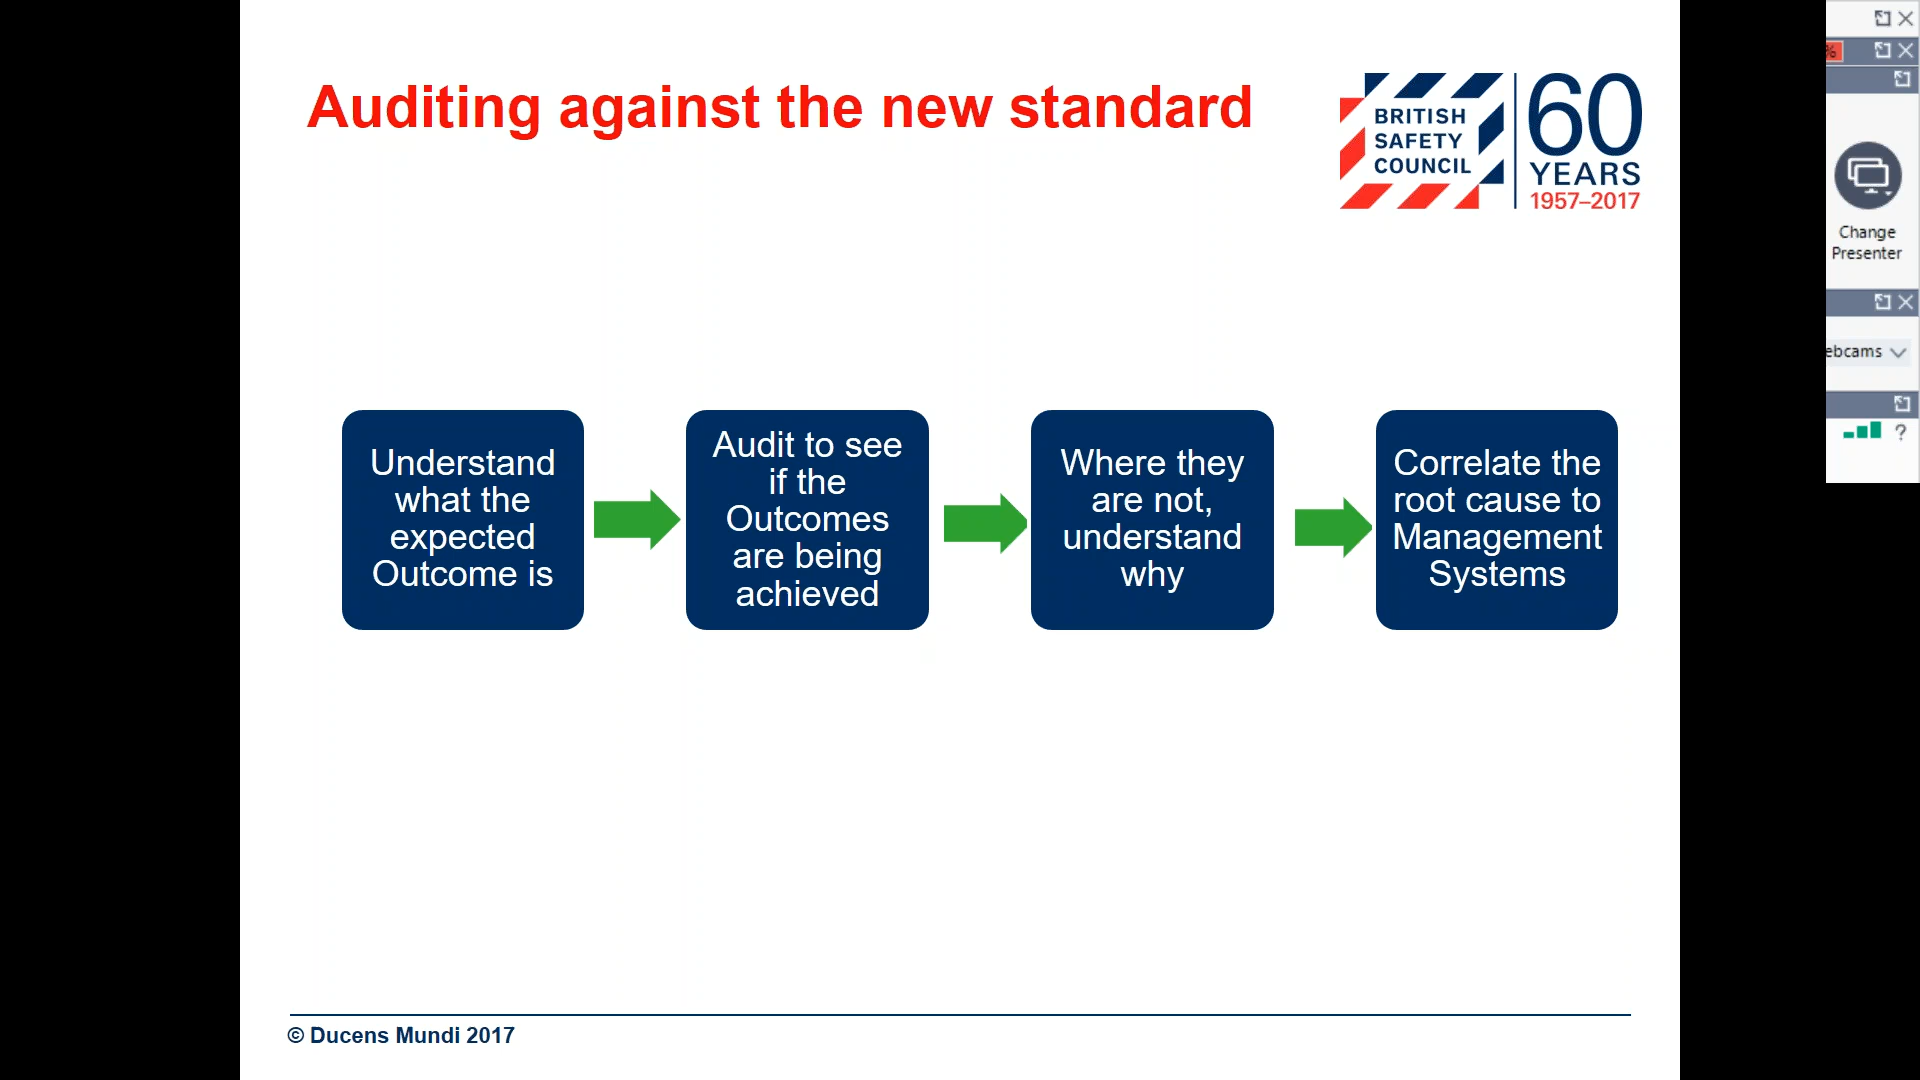 Auditing against the new standard
BRITISH
SAFETY
COUNCIL
60
YEARS
1957–2017
Understand
what the
expected
Outcome is
Audit to see
if the
Outcomes
are being
achieved
Where they
are not,
understand
why
Correlate the
root cause to
Management
Systems
© Ducens Mundi 2017
%
Change
Presenter
ebcams
?